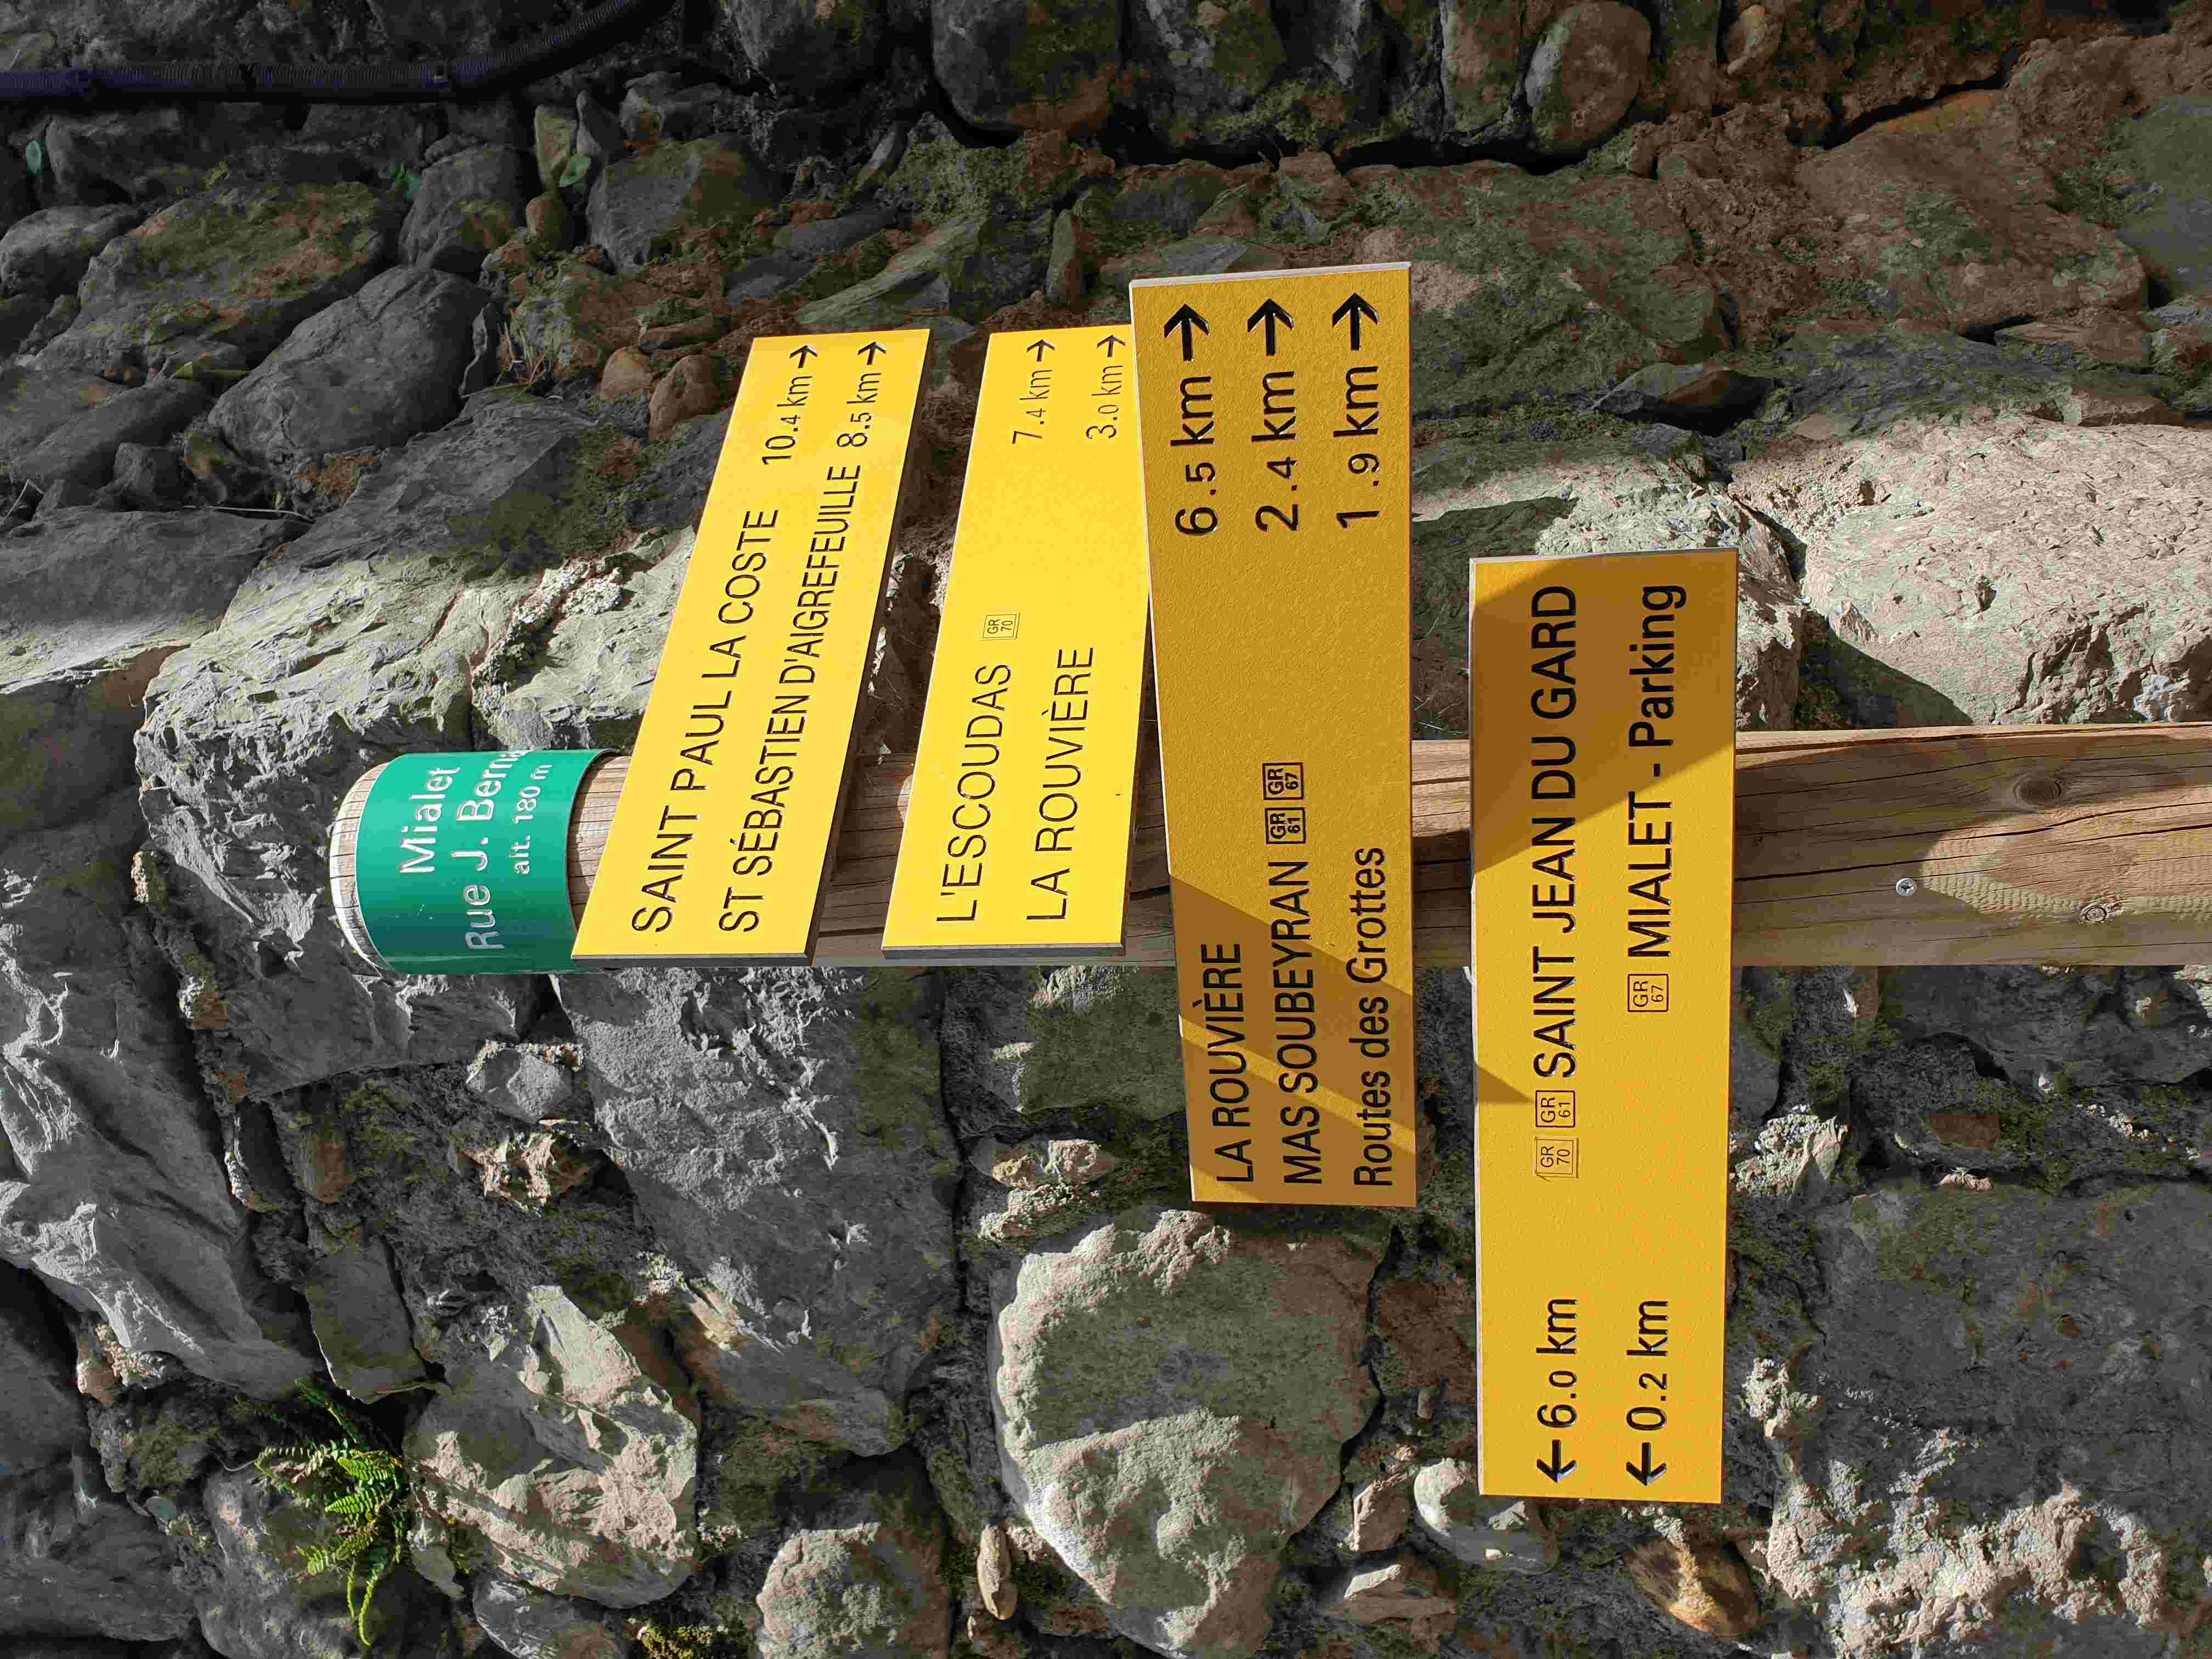 Mialet
Rue J.
alt. 180 m
SAINT PAUL LA COSTE 10.4 km →
ST SÉBASTIEN D'AIGREFEUILLE 8.5 km →
L'ESCOUDAS GR 70 7.4 km →
LA ROUVIÈRE 3.0 km →
LA ROUVIÈRE 6.5 km →
MAS SOUBEYRAN GR 61 GR 67 2.4 km →
Routes des Grottes 1.9 km →
← 6.0 km GR 70 GR 61 SAINT JEAN DU GARD
← 0.2 km GR 67 MIALET - Parking